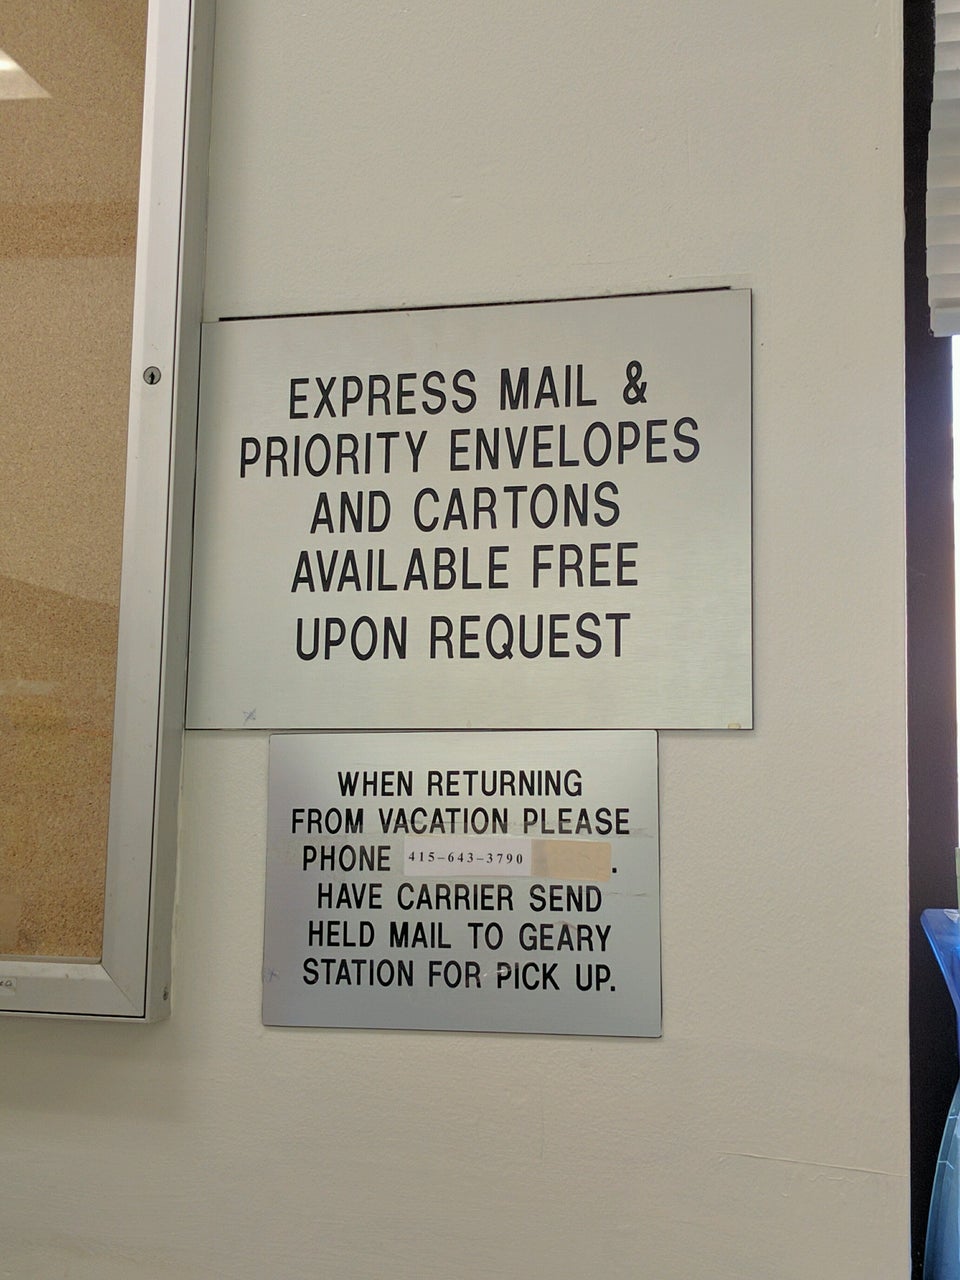 EXPRESS MAIL &
PRIORITY ENVELOPES
AND CARTONS
AVAILABLE FREE
UPON REQUEST
WHEN RETURNING
FROM VACATION PLEASE
PHONE 415-643-3790 .
HAVE CARRIER SEND
HELD MAIL TO GEARY
STATION FOR PICK UP.